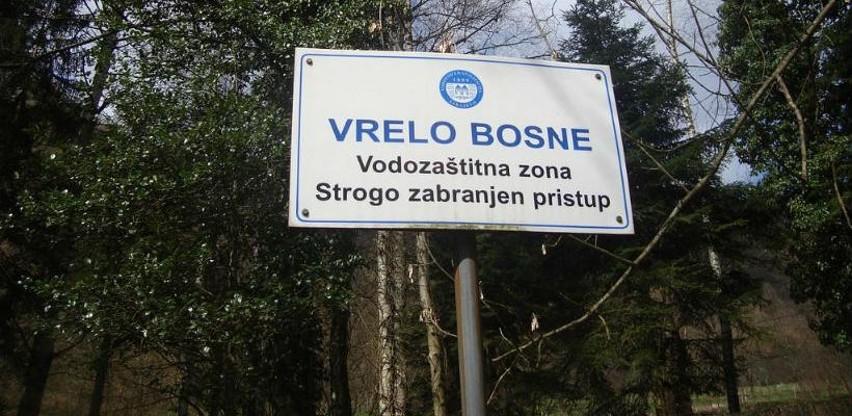 VRELO BOSNE
Vodozaštitna zona
Strogo zabranjen pristup